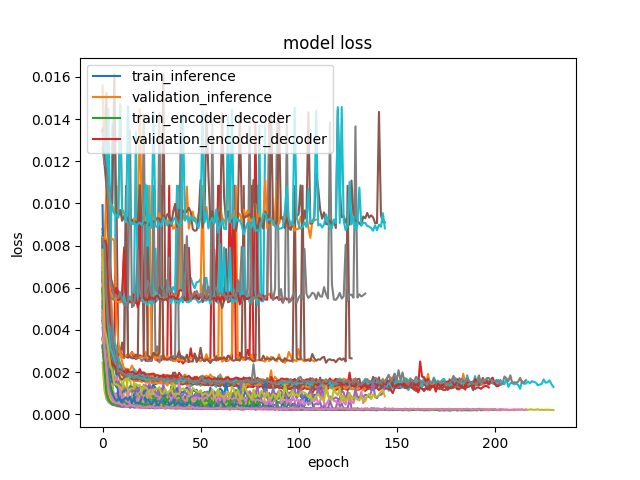 model loss
train_inference
validation_inference
train_encoder_decoder
validation_encoder_decoder
loss
0.016
0.014
0.012
0.010
0.008
0.006
0.004
0.002
0.000
0
50
100
150
200
epoch